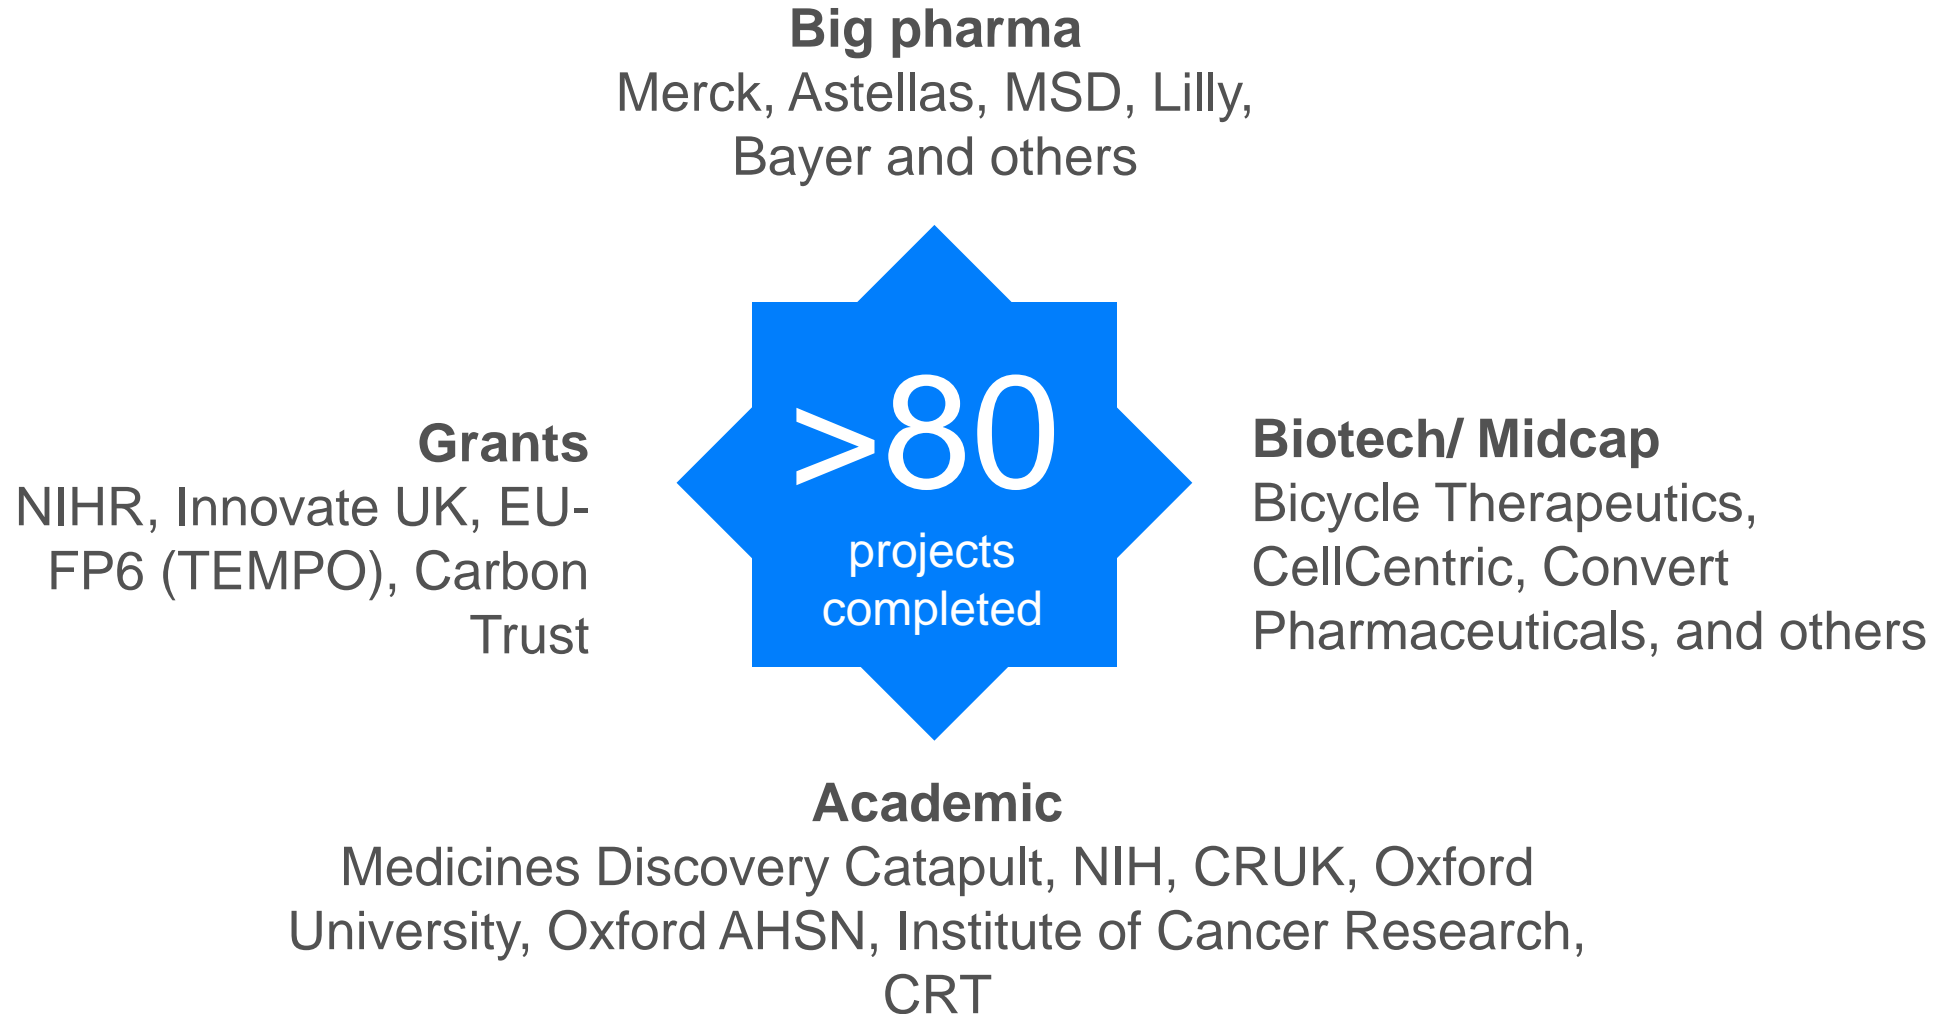 Big pharma
Merck, Astellas, MSD, Lilly,
Bayer and others
Grants
NIHR, Innovate UK, EU-
FP6 (TEMPO), Carbon
Trust
>80
projects
completed
Biotech/ Midcap
Bicycle Therapeutics,
CellCentric, Convert
Pharmaceuticals, and others
Academic
Medicines Discovery Catapult, NIH, CRUK, Oxford
University, Oxford AHSN, Institute of Cancer Research,
CRT